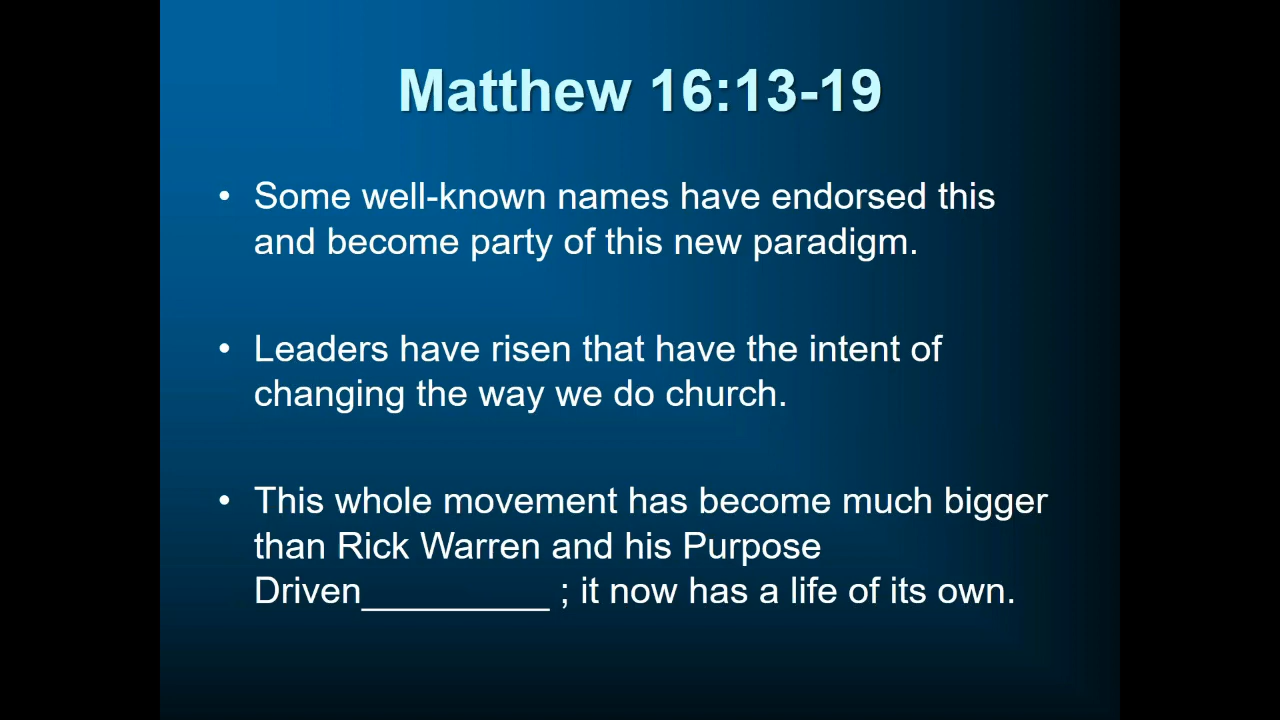 Matthew 16:13-19
• Some well-known names have endorsed this
and become party of this new paradigm.
• Leaders have risen that have the intent of
changing the way we do church.
• This whole movement has become much bigger
than Rick Warren and his Purpose
Driven_________ ; it now has a life of its own.